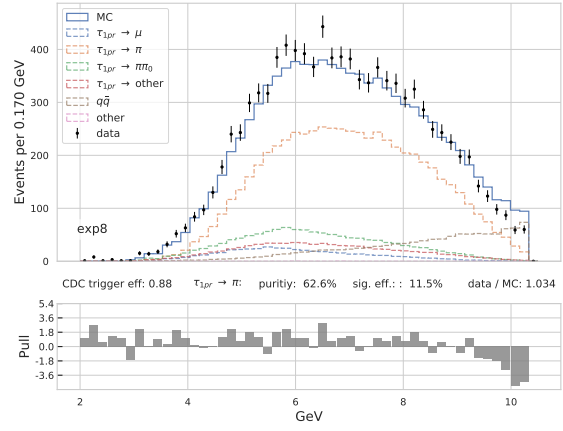 MC
τ1pr → μ
τ1pr → π
τ1pr → ππ0
τ1pr → other
qq̄
other
data
Events per 0.170 GeV
400
300
200
100
0
exp8
CDC trigger eff: 0.88 τ1pr → π: puritiy: 62.6% sig. eff.: : 11.5% data / MC: 1.034
Pull
5.4
3.6
1.8
0.0
−1.8
−3.6
2 4 6 8 10
GeV